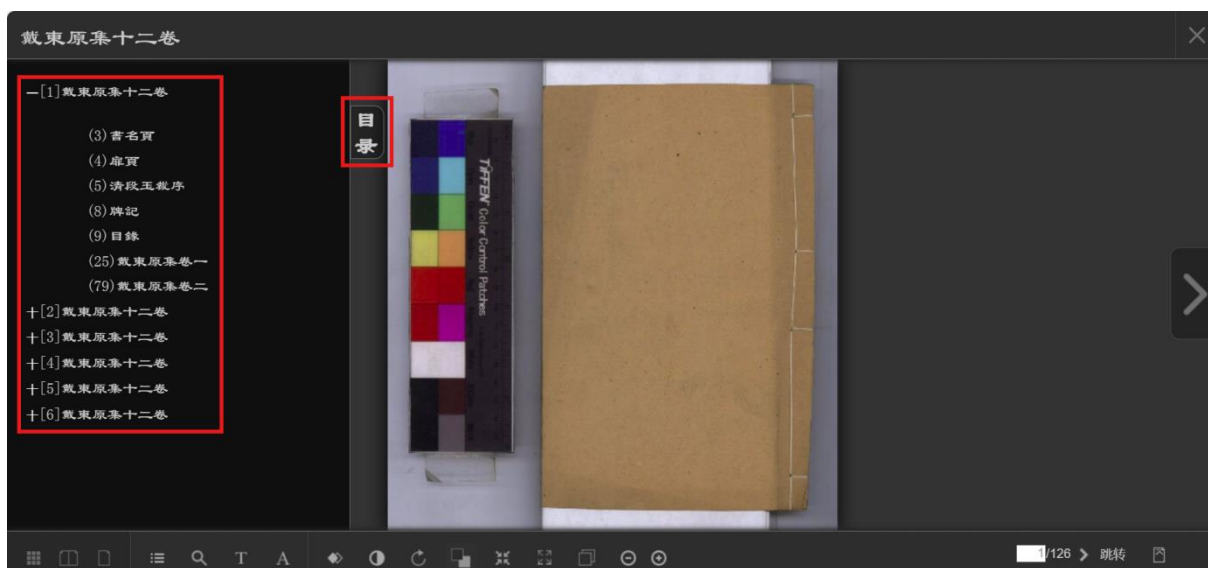 戴東原集十二卷
—[1]戴東原集十二卷
(3)書名頁
(4)扉頁
(5)清段玉裁序
(8)牌記
(9)目錄
(25)戴東原集卷一
(79)戴東原集卷二
+[2]戴東原集十二卷
+[3]戴東原集十二卷
+[4]戴東原集十二卷
+[5]戴東原集十二卷
+[6]戴東原集十二卷
目录
TIFFEN Color Control Patches
T A
1/126 跳转